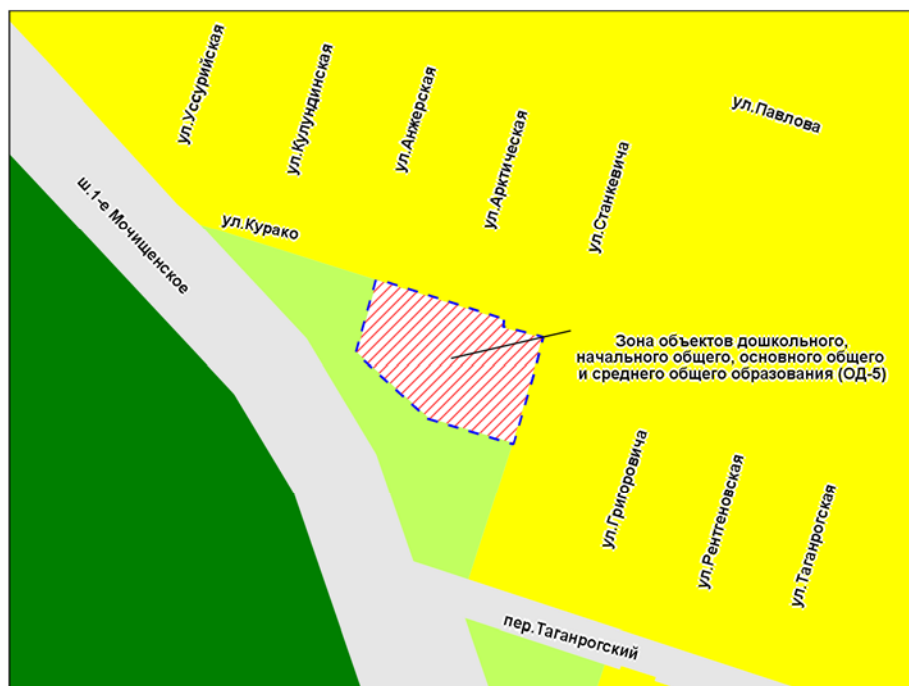 ул.Уссурийская
ул.Кулундинская
ул.Анжерская
ул.Арктическая
ул.Станкевича
ул.Павлова
ш.1-е Мочищенское
ул.Курако
Зона объектов дошкольного,
начального общего, основного общего
и среднего общего образования (ОД-5)
ул.Григоровича
ул.Рентгеновская
ул.Таганрогская
пер.Таганрогский